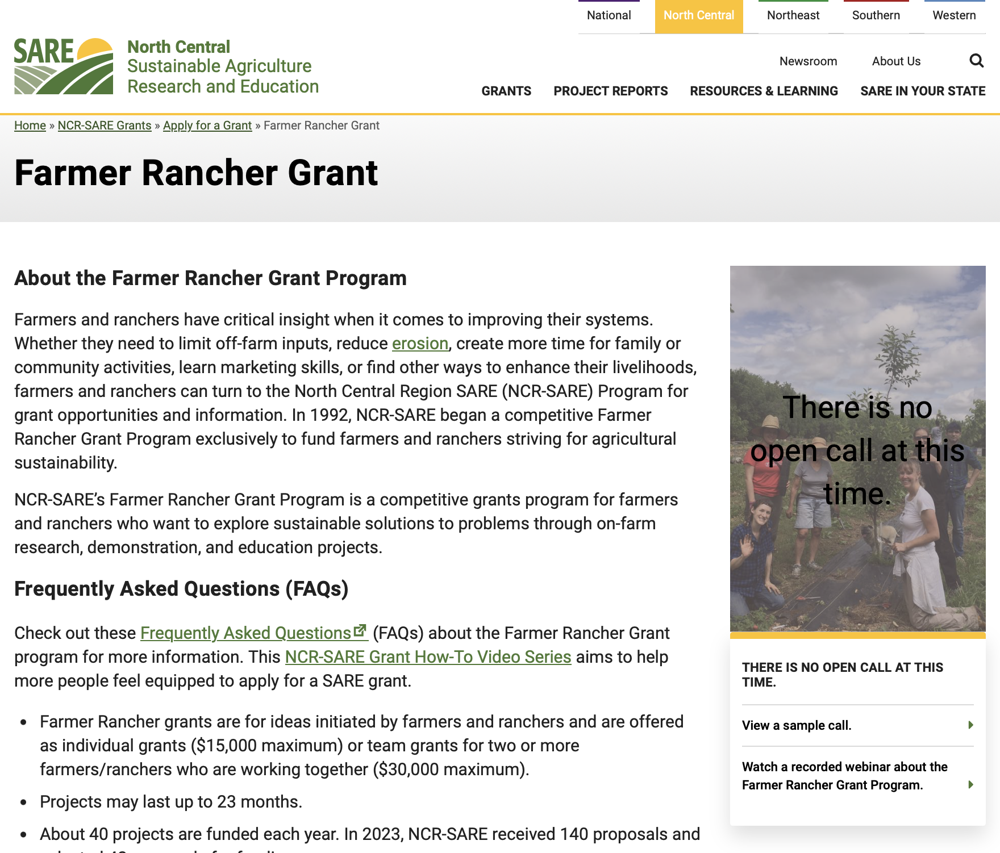 National
North Central
Northeast
Southern
Western
SARE
North Central
Sustainable Agriculture
Research and Education
Newsroom
About Us
GRANTS
PROJECT REPORTS
RESOURCES & LEARNING
SARE IN YOUR STATE
Home » NCR-SARE Grants » Apply for a Grant » Farmer Rancher Grant
Farmer Rancher Grant
About the Farmer Rancher Grant Program
Farmers and ranchers have critical insight when it comes to improving their systems.
Whether they need to limit off-farm inputs, reduce erosion, create more time for family or
community activities, learn marketing skills, or find other ways to enhance their livelihoods,
farmers and ranchers can turn to the North Central Region SARE (NCR-SARE) Program for
grant opportunities and information. In 1992, NCR-SARE began a competitive Farmer
Rancher Grant Program exclusively to fund farmers and ranchers striving for agricultural
sustainability.
NCR-SARE’s Farmer Rancher Grant Program is a competitive grants program for farmers
and ranchers who want to explore sustainable solutions to problems through on-farm
research, demonstration, and education projects.
Frequently Asked Questions (FAQs)
Check out these Frequently Asked Questions (FAQs) about the Farmer Rancher Grant
program for more information. This NCR-SARE Grant How-To Video Series aims to help
more people feel equipped to apply for a SARE grant.
• Farmer Rancher grants are for ideas initiated by farmers and ranchers and are offered
as individual grants ($15,000 maximum) or team grants for two or more
farmers/ranchers who are working together ($30,000 maximum).
• Projects may last up to 23 months.
• About 40 projects are funded each year. In 2023, NCR-SARE received 140 proposals and
There is no
open call at this
time.
THERE IS NO OPEN CALL AT THIS
TIME.
View a sample call.
Watch a recorded webinar about the
Farmer Rancher Grant Program.